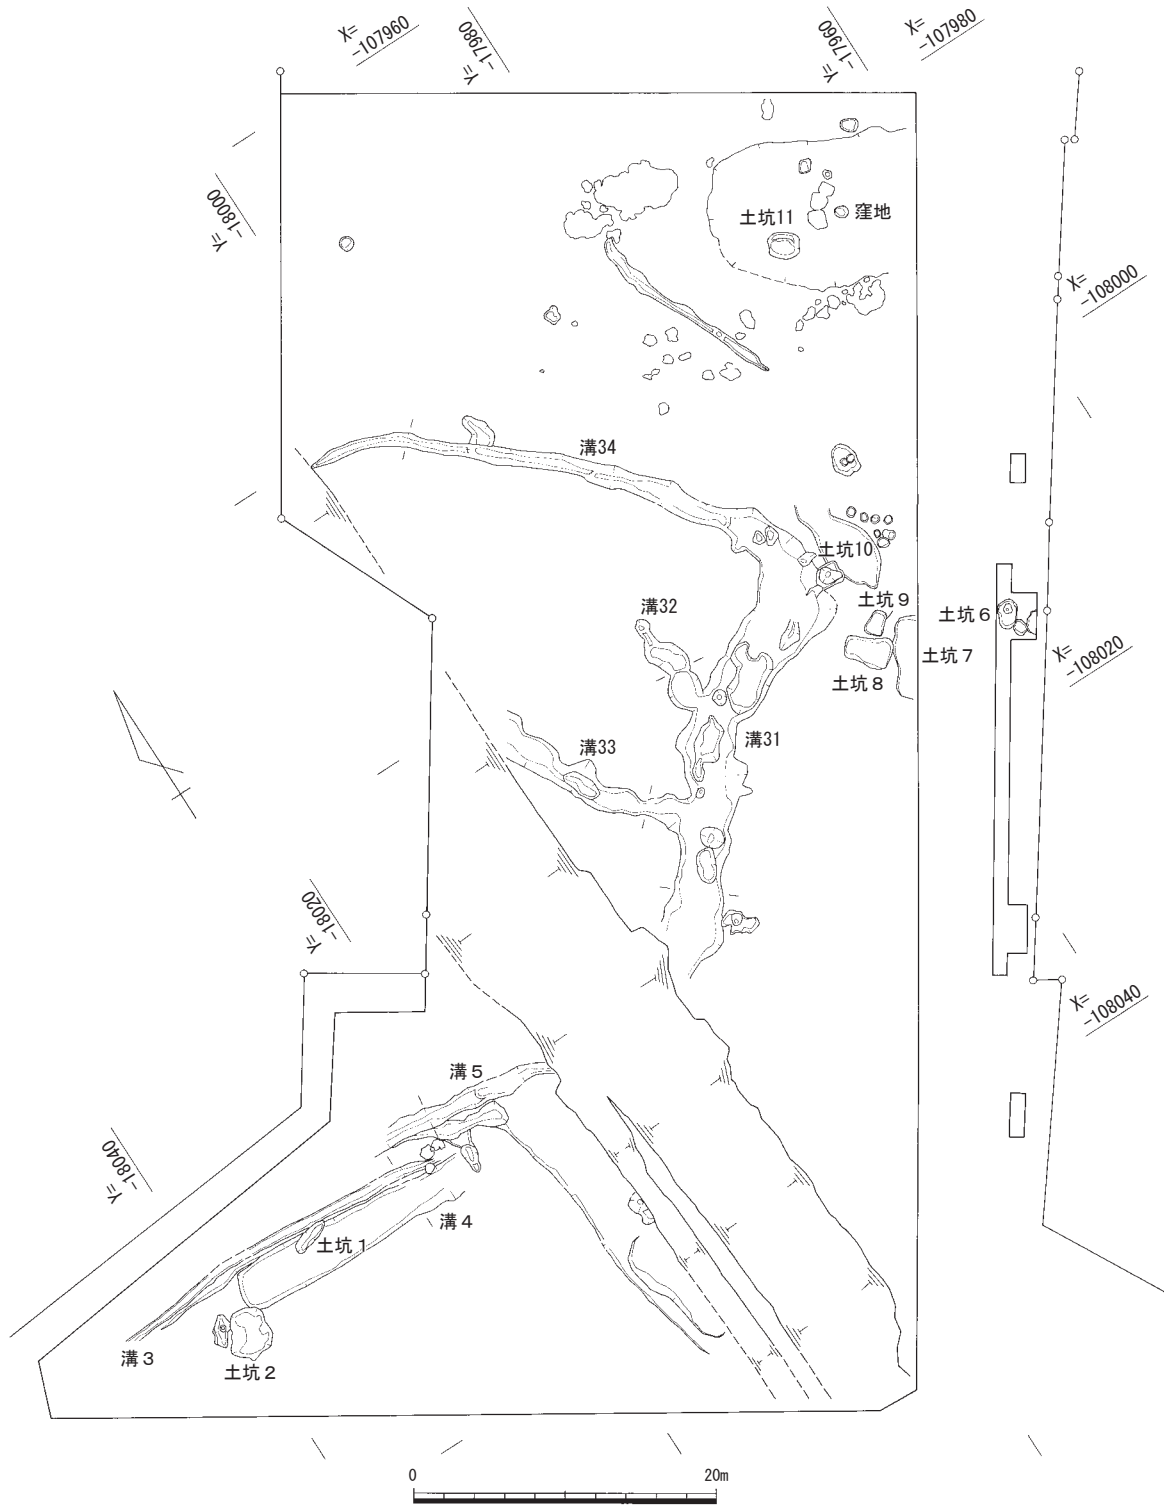 X=
-107960
Y=
-17980
Y=
-17960
X=
-107980
Y=
-18000
土坑11
窪地
X=
-108000
溝34
土坑10
土坑9
土坑6
溝32
土坑7
X=
-108020
土坑8
溝31
溝33
Y=
-18020
X=
-108040
溝5
Y=
-18040
溝4
土坑1
溝3
土坑2
0 20m